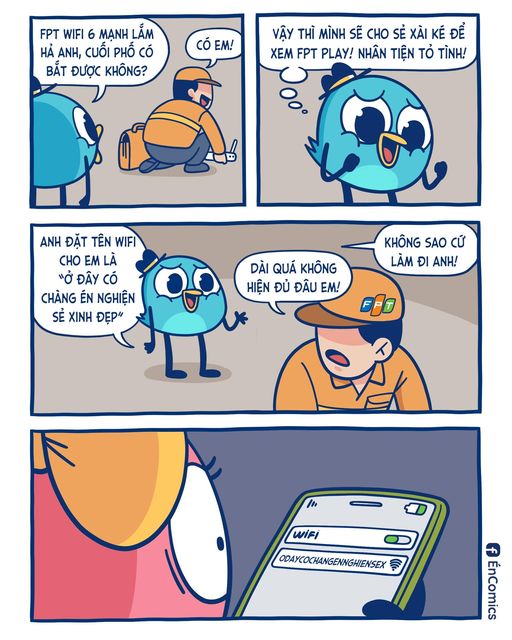 FPT WIFI 6 MẠNH LẮM
HẢ ANH, CUỐI PHỐ CÓ
BẮT ĐƯỢC KHÔNG?
CÓ EM!
VẬY THÌ MÌNH SẼ CHO SẺ XÀI KÉ ĐỂ
XEM FPT PLAY! NHÂN TIỆN TỎ TÌNH!
ANH ĐẶT TÊN WIFI
CHO EM LÀ
"Ở ĐÂY CÓ
CHÀNG ÉN NGHIỆN
SẺ XINH ĐẸP"
DÀI QUÁ KHÔNG
HIỆN ĐỦ ĐÂU EM!
KHÔNG SAO CỨ
LÀM ĐI ANH!
FPT
WiFi
ODAYCOCHANGENNGHIENSEX
ÉnComics